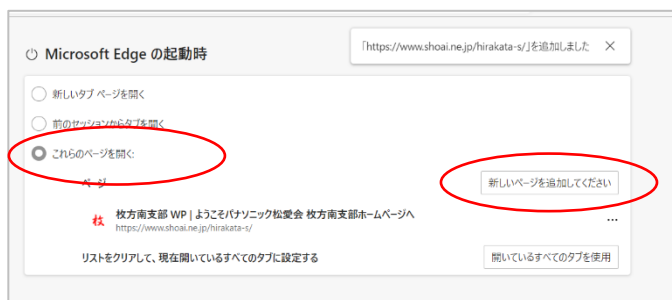 「https://www.shoai.ne.jp/hirakata-s/」を追加しました
Microsoft Edge の起動時
新しいタブ ページを開く
前のセッションからタブを開く
これらのページを開く:
ページ
新しいページを追加してください
枚 枚方南支部 WP | ようこそパナソニック松愛会 枚方南支部ホームページへ
https://www.shoai.ne.jp/hirakata-s/
リストをクリアして、現在開いているすべてのタブに設定する
開いているすべてのタブを使用